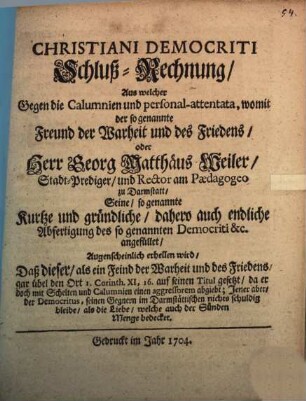 54.
CHRISTIANI DEMOCRITI
Schluß-Rechnung/
Aus welcher
Gegen die Calumnien und personal-attentata, womit
der so genannte
Freund der Warheit und des Friedens/
oder
Herr Georg Matthäus Weiler/
Stadt-Prediger/ und Rector am Pædagogeo
zu Darmstatt/
Seine/ so genannte
Kurtze und gründliche/ dahero auch endliche
Abfertigung des so genannten Democriti &c.
angefüllet/
Augenscheinlich erhellen wird/
Daß dieser/ als ein Feind der Warheit und des Friedens/
gar übel den Ort 1. Corinth. XI, 16. auf seinen Titul gesetzt/ da er
doch mit Schelten und Calumnien einen aggressorem abgiebt; Jener aber/
der Democritus, seinen Gegnern im Darmstättischen nichts schuldig
bleibe/ als die Liebe/ welche auch der Sünden
Menge bedecket.
Gedruckt im Jahr 1704.